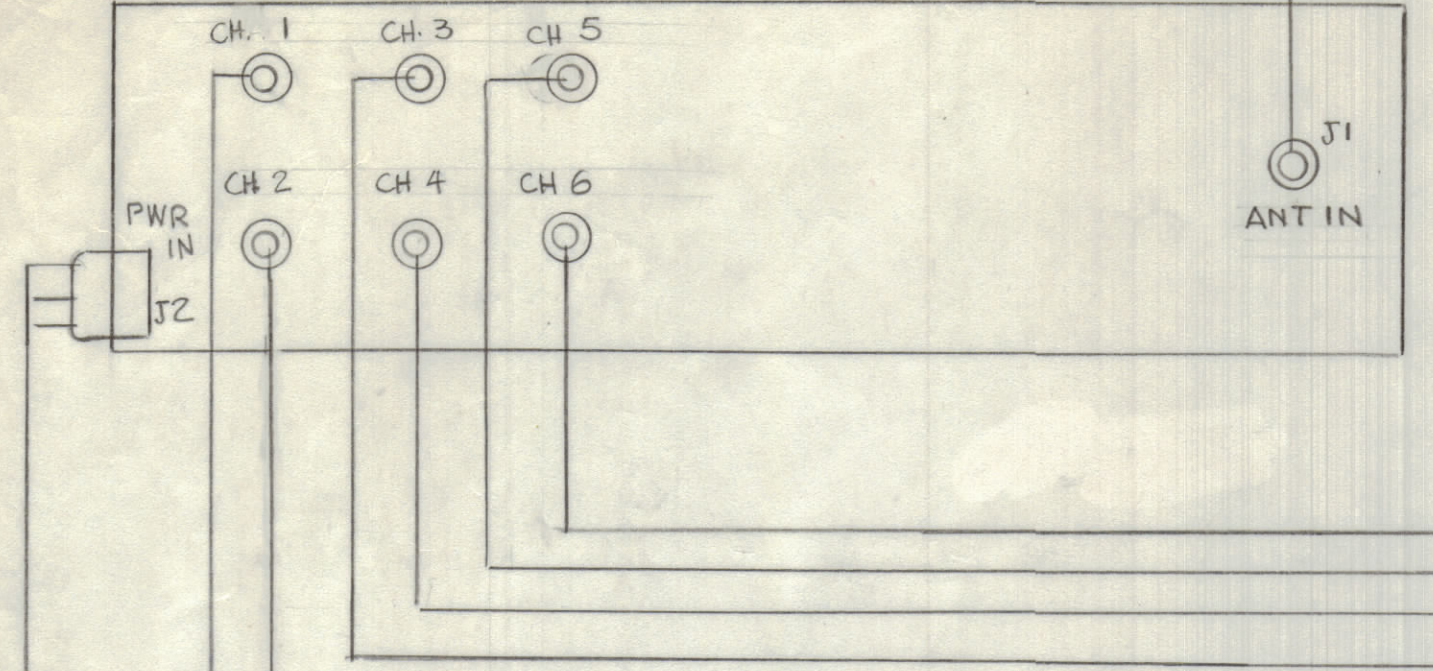 CH. 1
CH. 3
CH 5
J1
CH 2
CH 4
CH 6
PWR
IN
ANT IN
J2